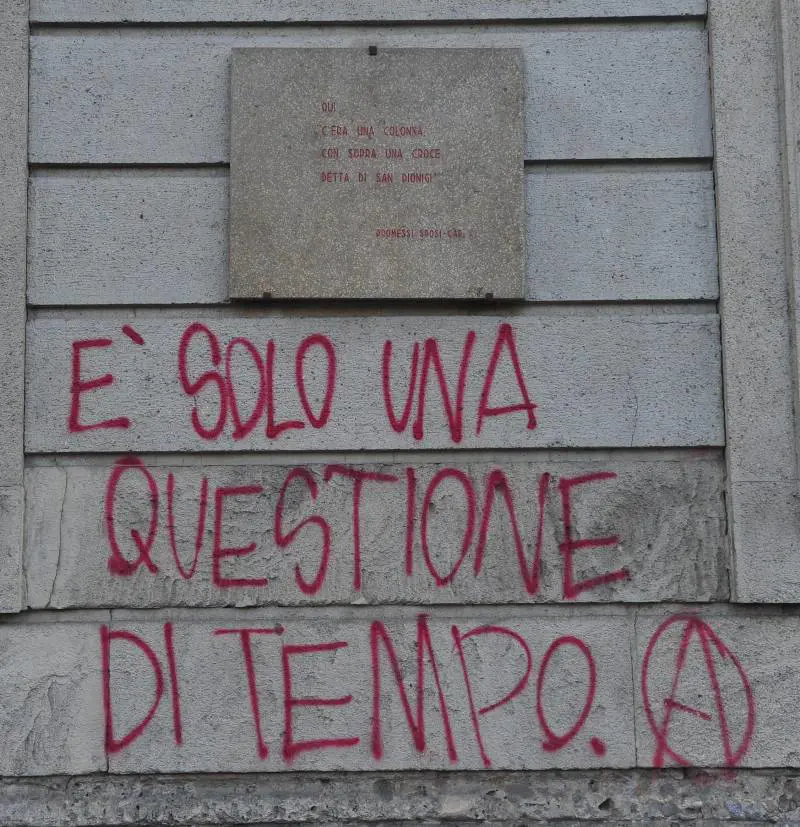 QUI
C'ERA UNA COLONNA,
CON SOPRA UNA CROCE
DETTA DI SAN DIONIGI
PROMESSI SPOSI-CAP.
E` SOLO UNA
QUESTIONE
DI TEMPO. Ⓐ